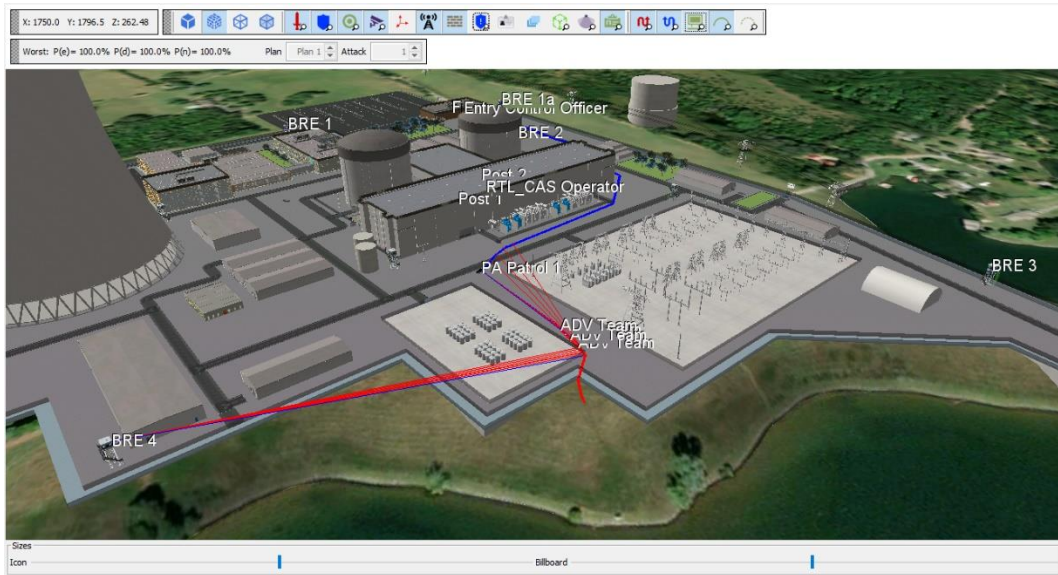 X: 1750.0 Y: 1796.5 Z: 262.48
Worst: P(e)= 100.0% P(d)= 100.0% P(n)= 100.0% Plan Plan 1 Attack 1
BRE 1a
Entry Control Officer
BRE 1
BRE 2
Post 2
RTL_CAS Operator
Post 1
PA Patrol 1
BRE 3
ADV Team
ADV Team
ADV Team
BRE 4
Sizes
Icon Billboard